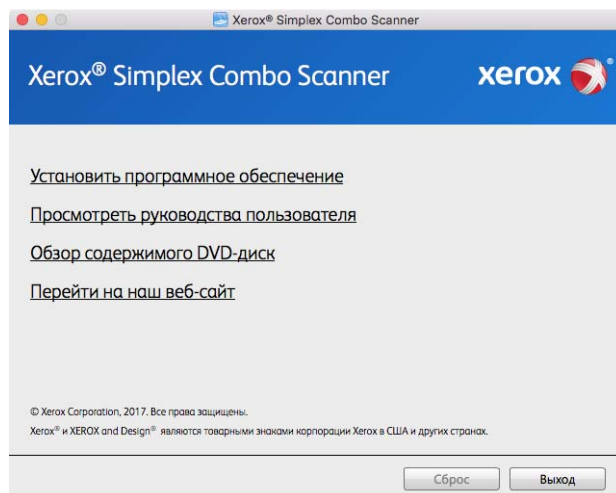 Xerox® Simplex Combo Scanner
Xerox® Simplex Combo Scanner
xerox®
Установить программное обеспечение
Просмотреть руководства пользователя
Обзор содержимого DVD-диск
Перейти на наш веб-сайт
© Xerox Corporation, 2017. Все права защищены.
Xerox® и XEROX and Design® являются товарными знаками корпорации Xerox в США и других странах.
Сброс Выход